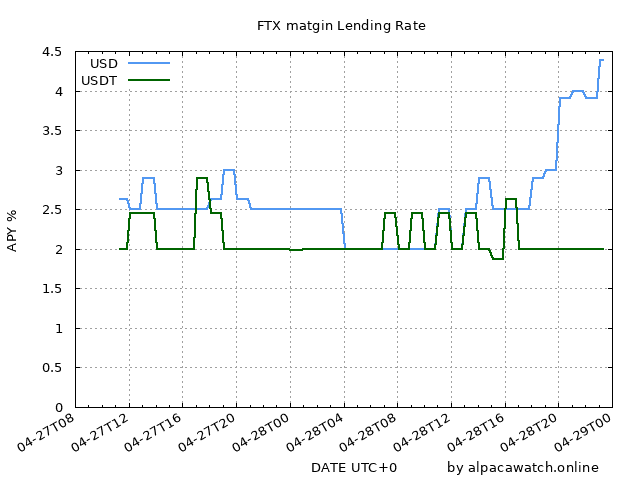 FTX matgin Lending Rate
USD
USDT
4.5
4
3.5
3
2.5
2
1.5
1
0.5
0
APY %
04-27T08
04-27T12
04-27T16
04-27T20
04-28T00
04-28T04
04-28T08
04-28T12
04-28T16
04-28T20
04-29T00
DATE UTC+0
by alpacawatch.online